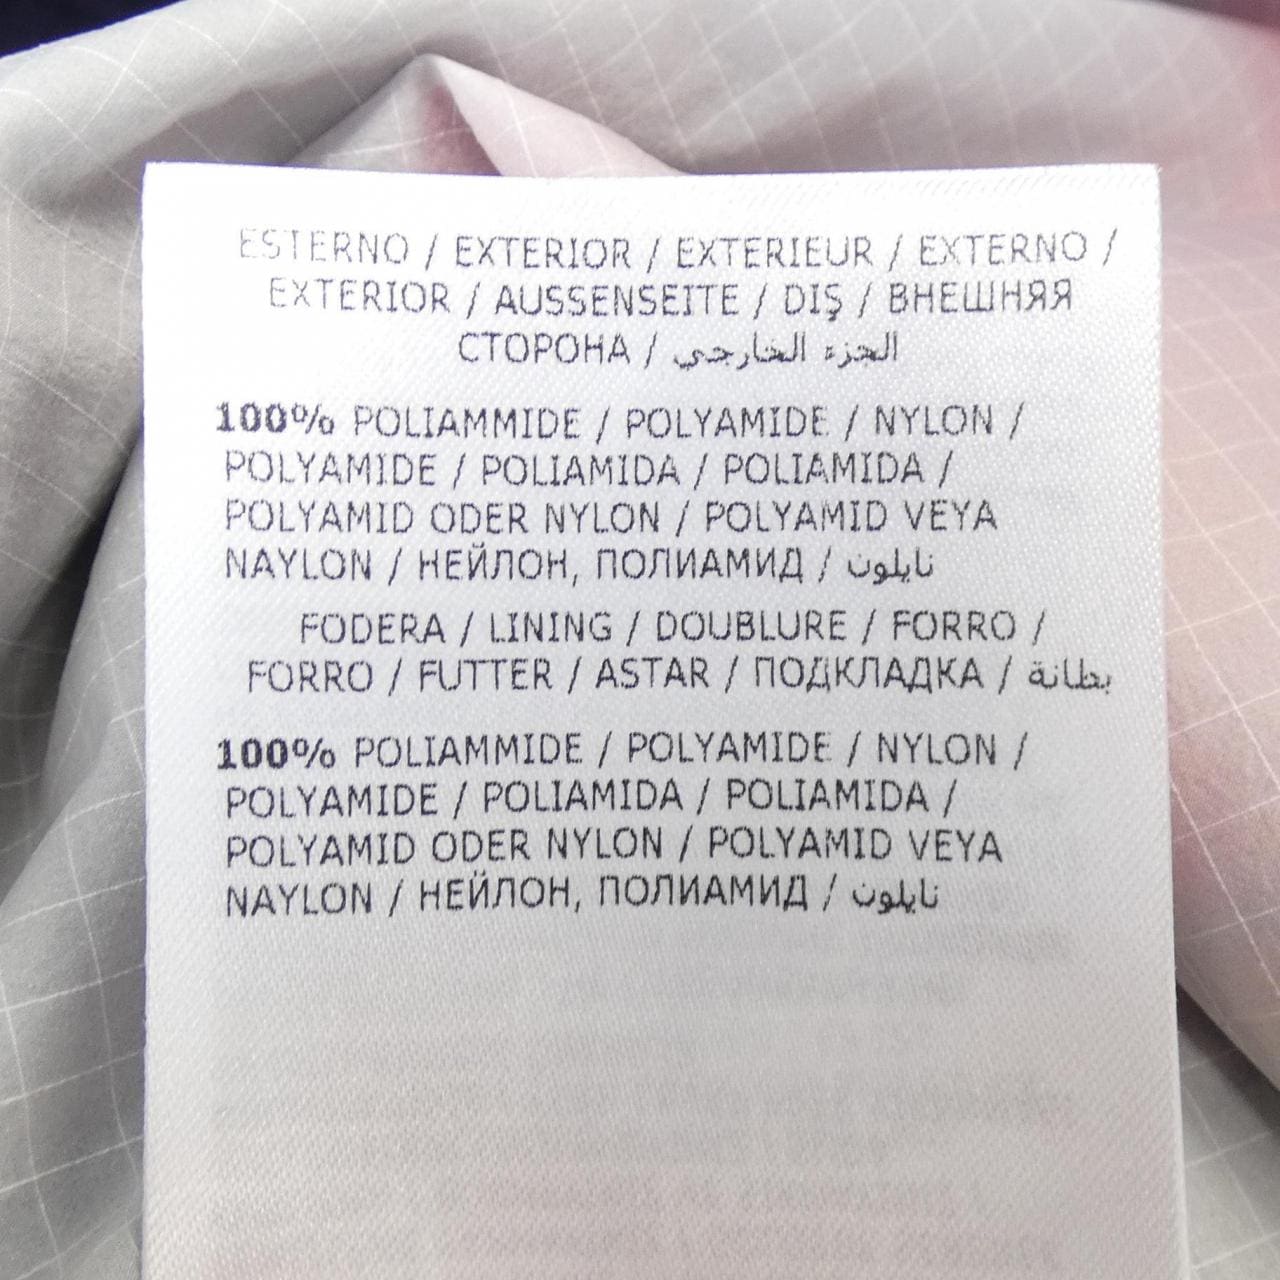 ESTERNO / EXTERIOR / EXTERIEUR / EXTERNO /
EXTERIOR / AUSSENSEITE / DIŞ / ВНЕШНЯЯ
СТОРОНА / الجزء الخارجي
100% POLIAMMIDE / POLYAMIDE / NYLON /
POLYAMIDE / POLIAMIDA / POLIAMIDA /
POLYAMID ODER NYLON / POLYAMID VEYA
NAYLON / НЕЙЛОН, ПОЛИАМИД / نايلون
FODERA / LINING / DOUBLURE / FORRO /
FORRO / FUTTER / ASTAR / ПОДКЛАДКА / بطانة
100% POLIAMMIDE / POLYAMIDE / NYLON /
POLYAMIDE / POLIAMIDA / POLIAMIDA /
POLYAMID ODER NYLON / POLYAMID VEYA
NAYLON / НЕЙЛОН, ПОЛИАМИД / نايلون